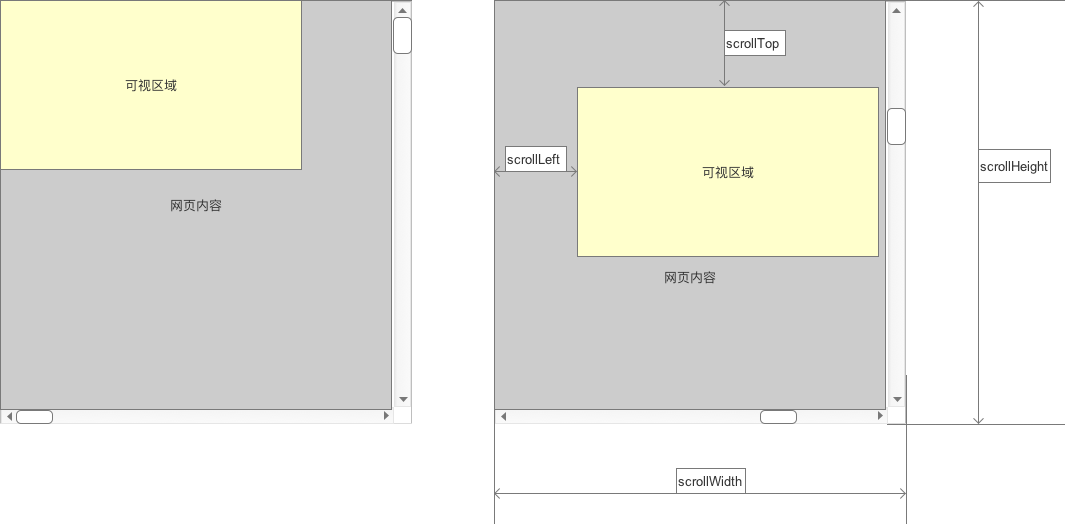 可视区域
网页内容
scrollTop
scrollLeft
可视区域
网页内容
scrollHeight
scrollWidth